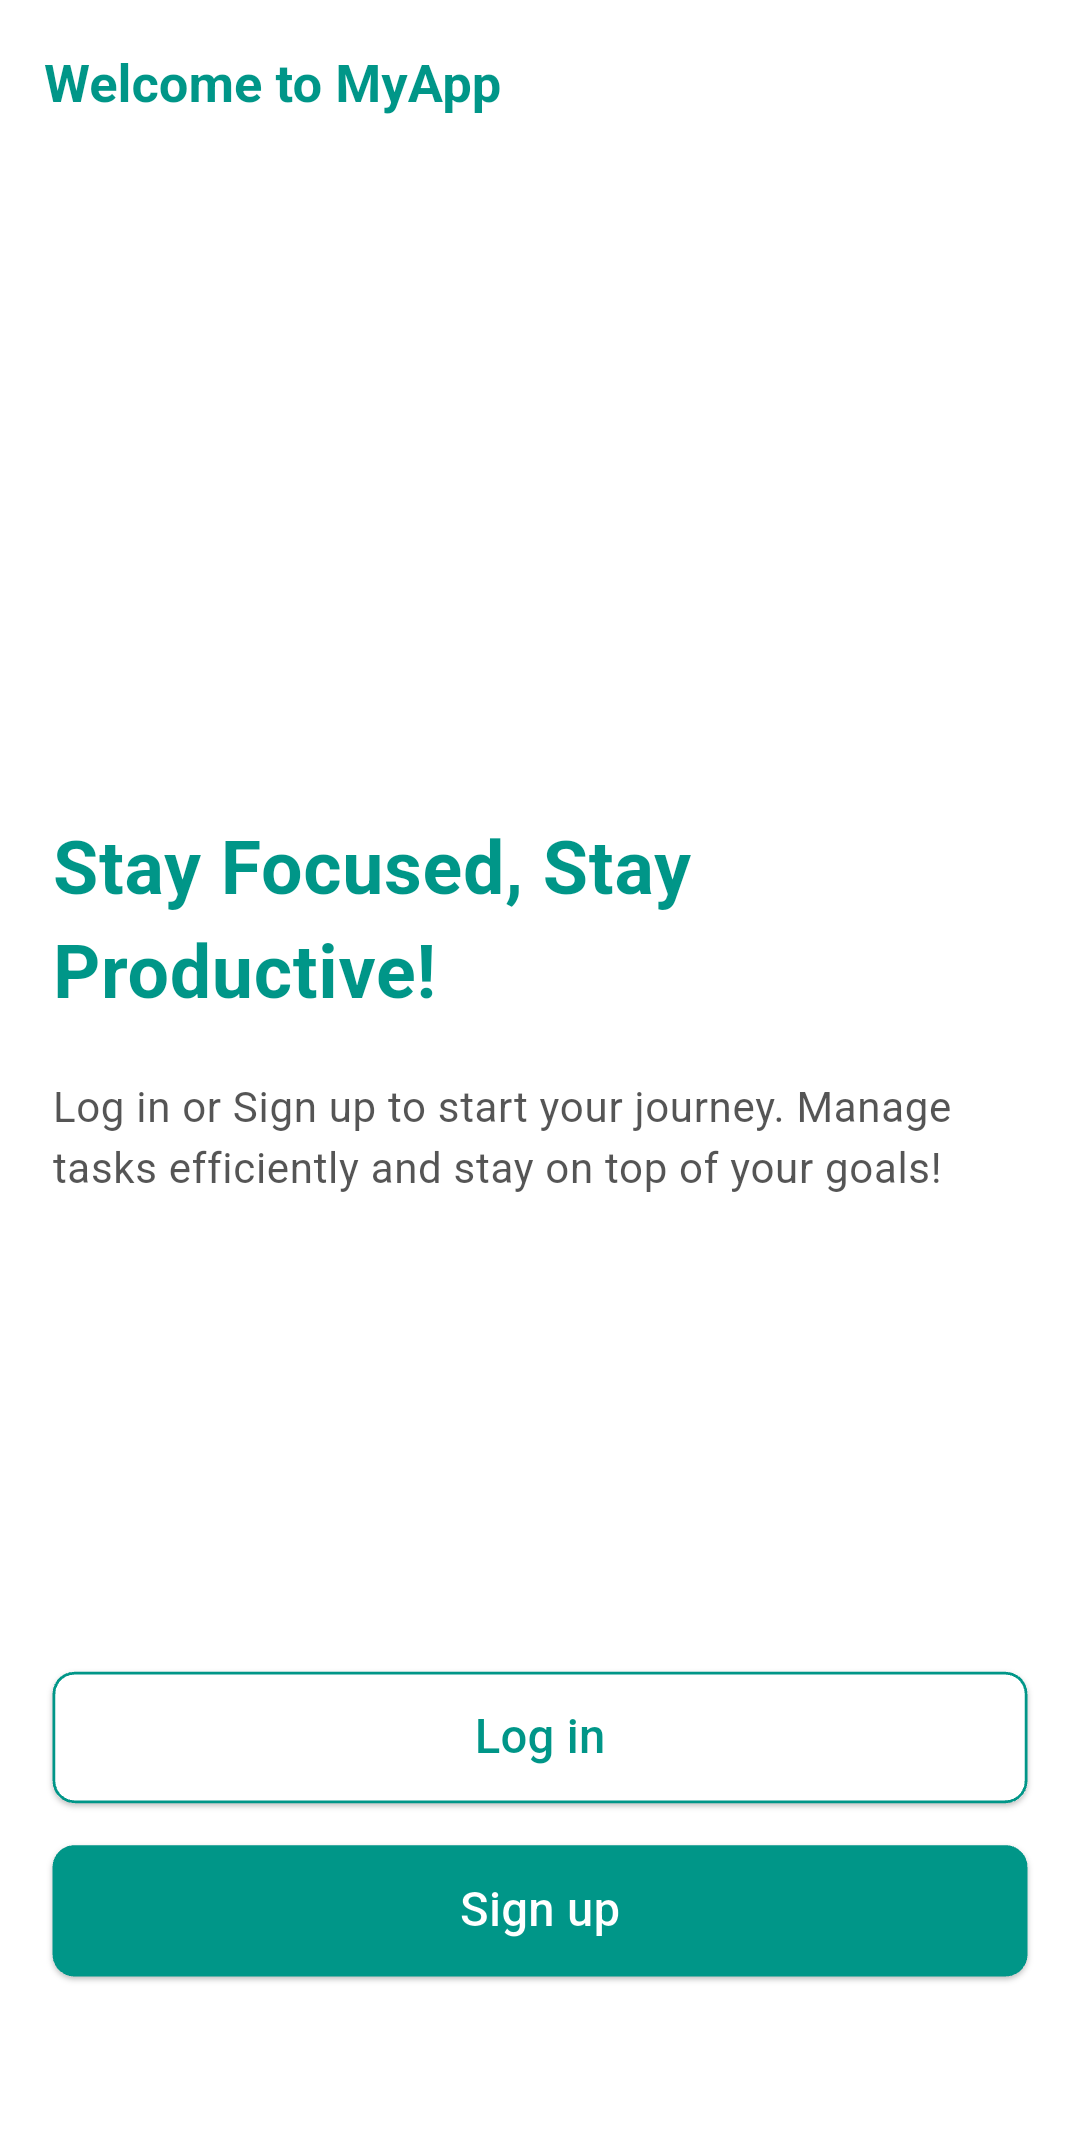 Welcome to MyApp
Stay Focused, Stay
Productive!
Log in or Sign up to start your journey. Manage
tasks efficiently and stay on top of your goals!
Log in
Sign up